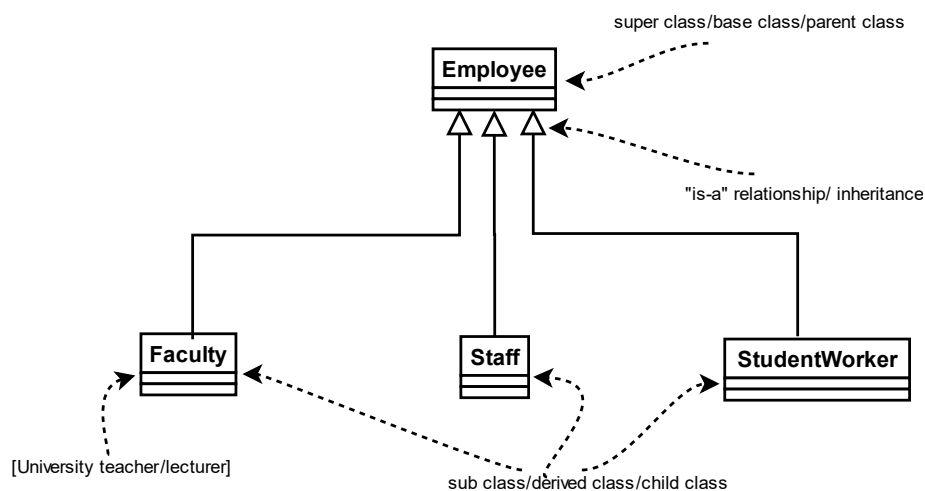 super class/base class/parent class
Employee
"is-a" relationship/ inheritance
Faculty
Staff
StudentWorker
[University teacher/lecturer]
sub class/derived class/child class